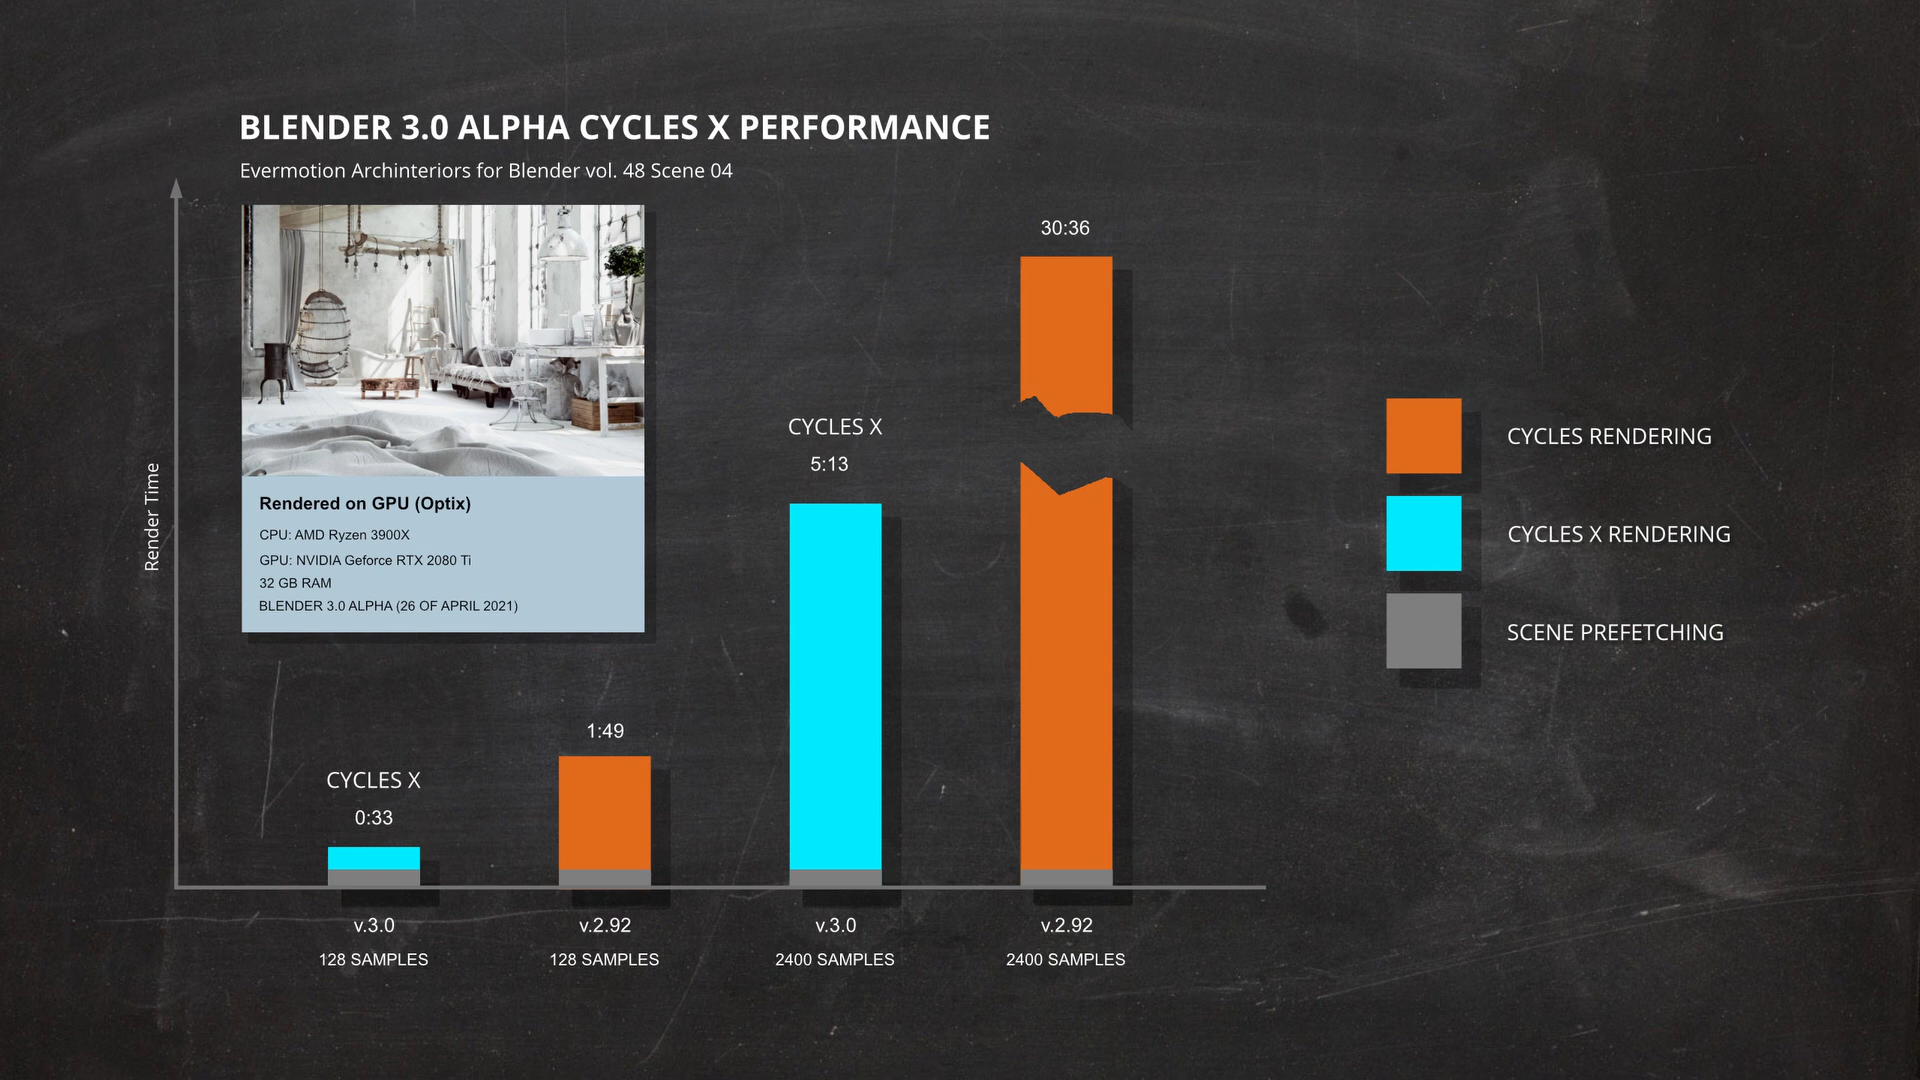 BLENDER 3.0 ALPHA CYCLES X PERFORMANCE
Evermotion Archinteriors for Blender vol. 48 Scene 04
Render Time
Rendered on GPU (Optix)
CPU: AMD Ryzen 3900X
GPU: NVIDIA Geforce RTX 2080 Ti
32 GB RAM
BLENDER 3.0 ALPHA (26 OF APRIL 2021)
CYCLES X
0:33
1:49
CYCLES X
5:13
30:36
v.3.0
128 SAMPLES
v.2.92
128 SAMPLES
v.3.0
2400 SAMPLES
v.2.92
2400 SAMPLES
CYCLES RENDERING
CYCLES X RENDERING
SCENE PREFETCHING